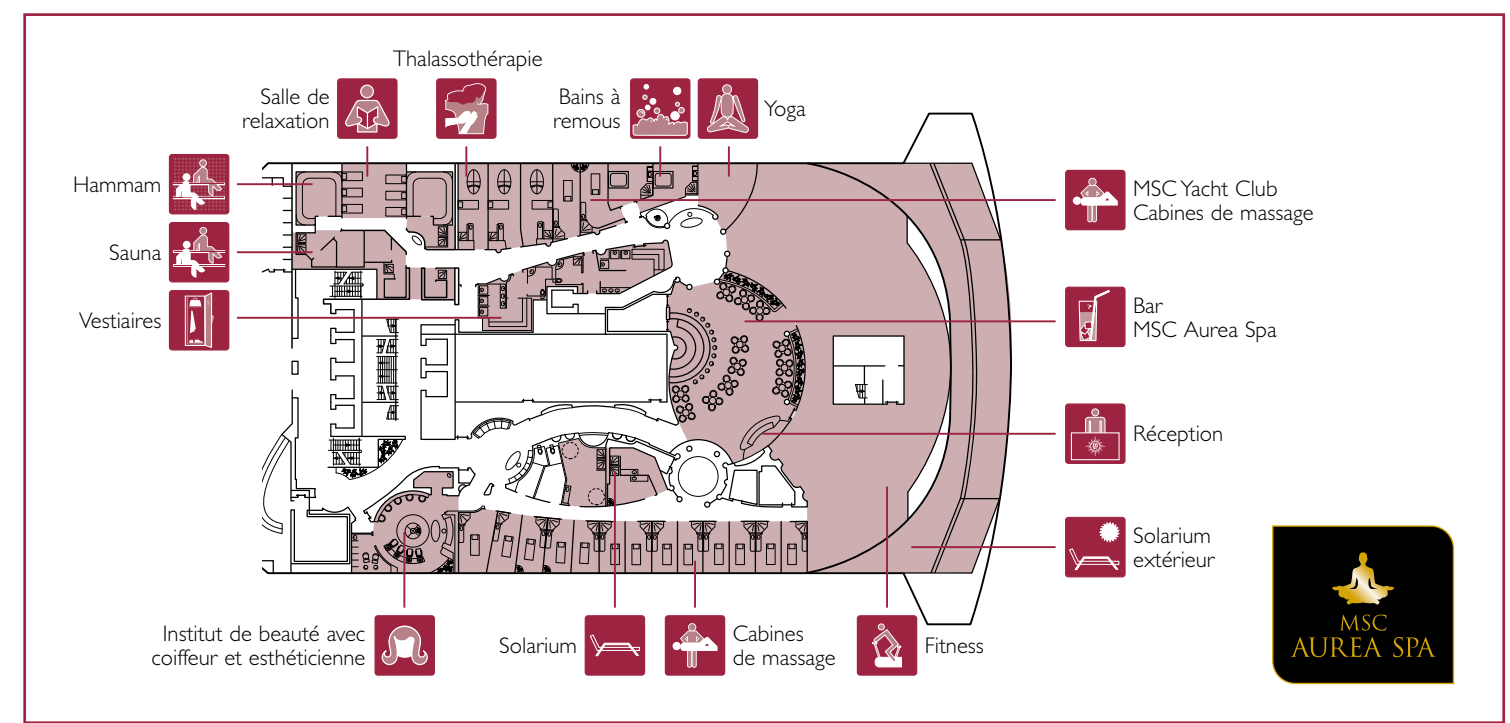 Thalassothérapie
Salle de
relaxation
Bains à
remous
Yoga
Hammam
MSC Yacht Club
Cabines de massage
Sauna
Vestiaires
Bar
MSC Aurea Spa
Réception
Solarium
extérieur
Institut de beauté avec
coiffeur et esthéticienne
Solarium
Cabines
de massage
Fitness
MSC
AUREA SPA